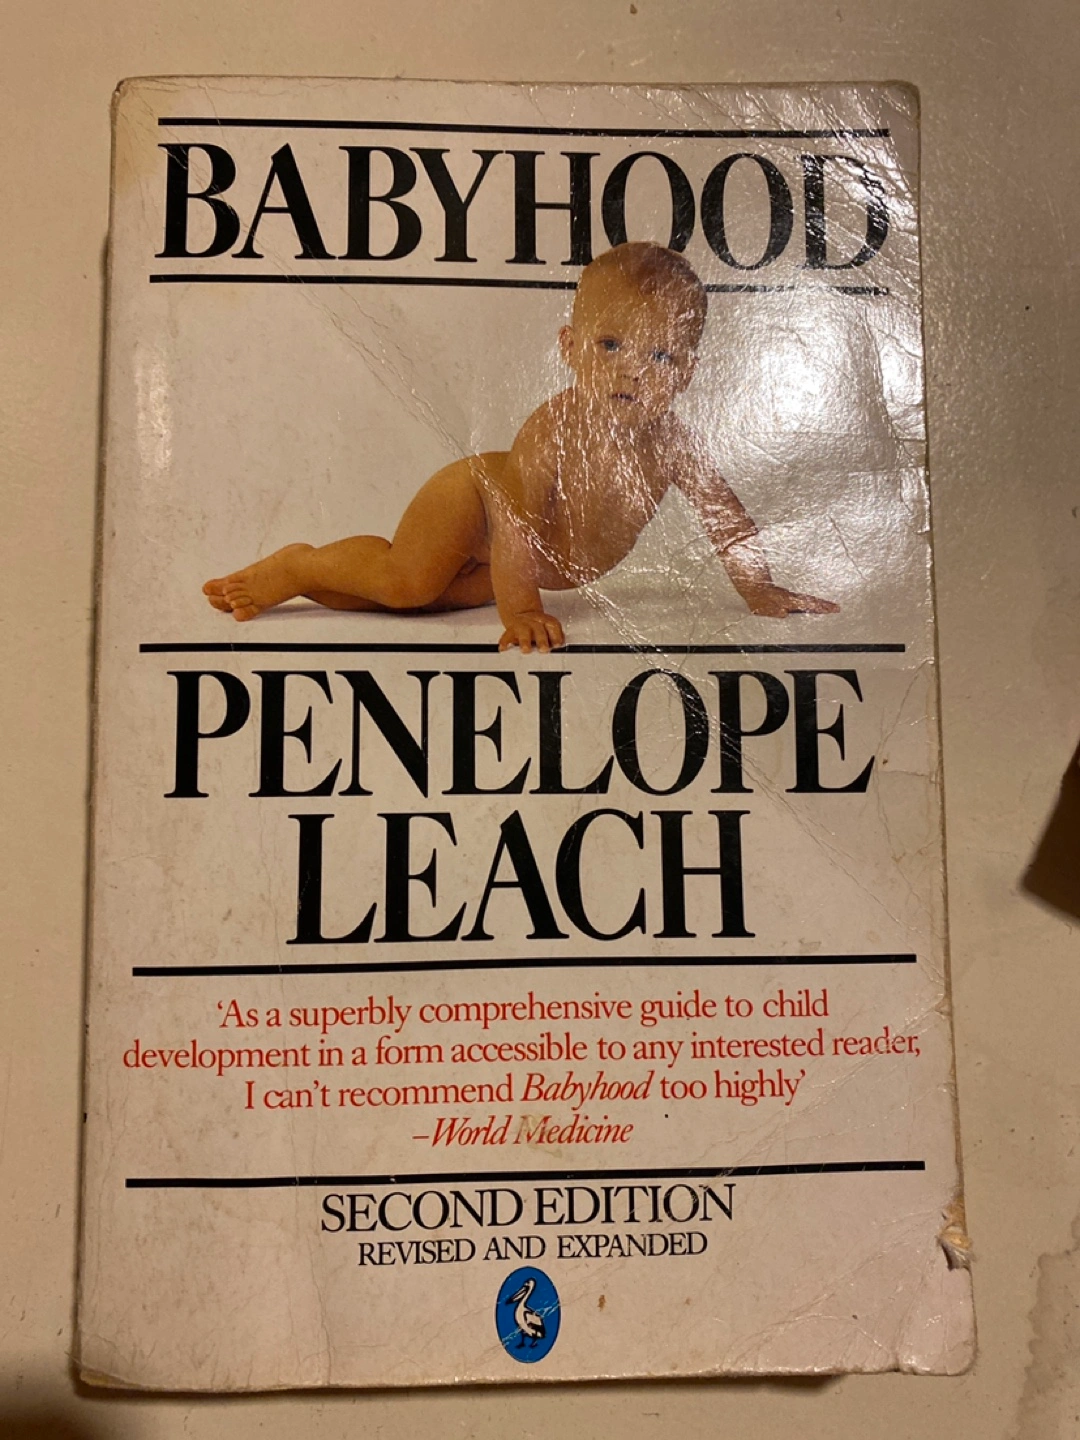 BABYHOOD
PENELOPE
LEACH
‘As a superbly comprehensive guide to child
development in a form accessible to any interested reader,
I can’t recommend Babyhood too highly’
–World Medicine
SECOND EDITION
REVISED AND EXPANDED